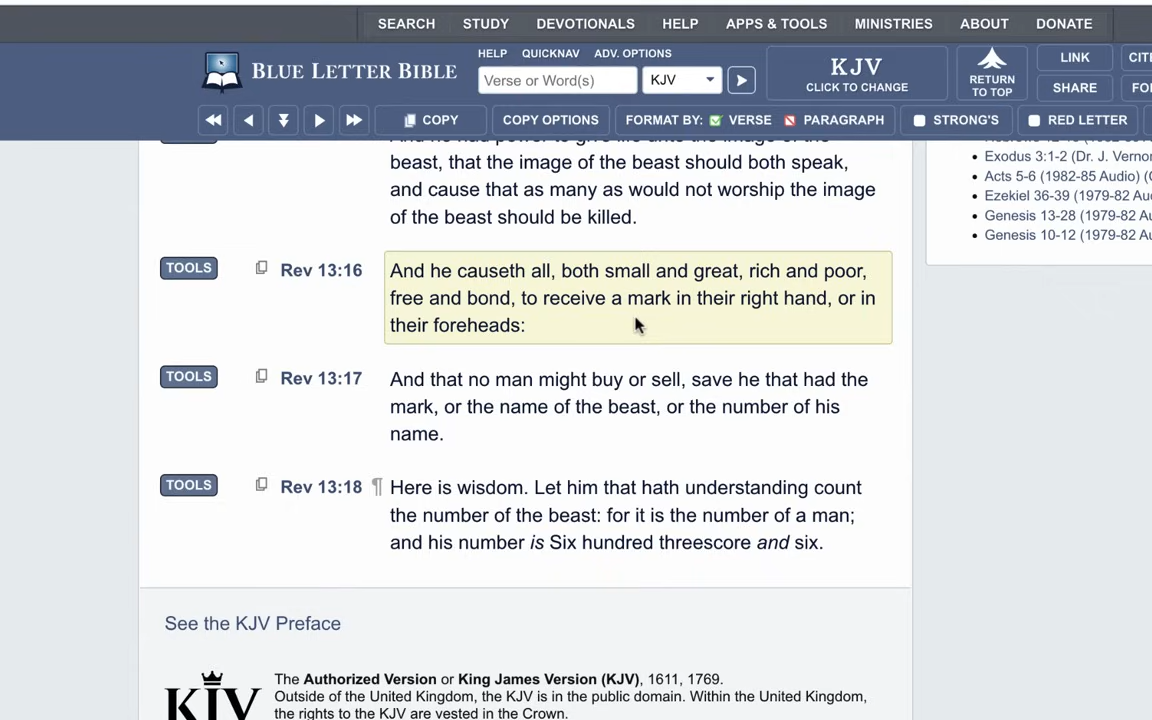 SEARCH STUDY DEVOTIONALS HELP APPS & TOOLS MINISTRIES ABOUT DONATE
BLUE LETTER BIBLE
HELP QUICKNAV ADV. OPTIONS
Verse or Word(s) KJV
KJV
CLICK TO CHANGE
RETURN
TO TOP
LINK CIT
SHARE FO
COPY COPY OPTIONS FORMAT BY: VERSE PARAGRAPH STRONG'S RED LETTER
beast, that the image of the beast should both speak,
and cause that as many as would not worship the image
of the beast should be killed.
TOOLS Rev 13:16 And he causeth all, both small and great, rich and poor,
free and bond, to receive a mark in their right hand, or in
their foreheads:
TOOLS Rev 13:17 And that no man might buy or sell, save he that had the
mark, or the name of the beast, or the number of his
name.
TOOLS Rev 13:18 ¶ Here is wisdom. Let him that hath understanding count
the number of the beast: for it is the number of a man;
and his number is Six hundred threescore and six.
See the KJV Preface
KJV
The Authorized Version or King James Version (KJV), 1611, 1769.
Outside of the United Kingdom, the KJV is in the public domain. Within the United Kingdom,
the rights to the KJV are vested in the Crown.
• Exodus 3:1-2 (Dr. J. Vernon
• Acts 5-6 (1982-85 Audio) (
• Ezekiel 36-39 (1979-82 Au
• Genesis 13-28 (1979-82 Au
• Genesis 10-12 (1979-82 Au